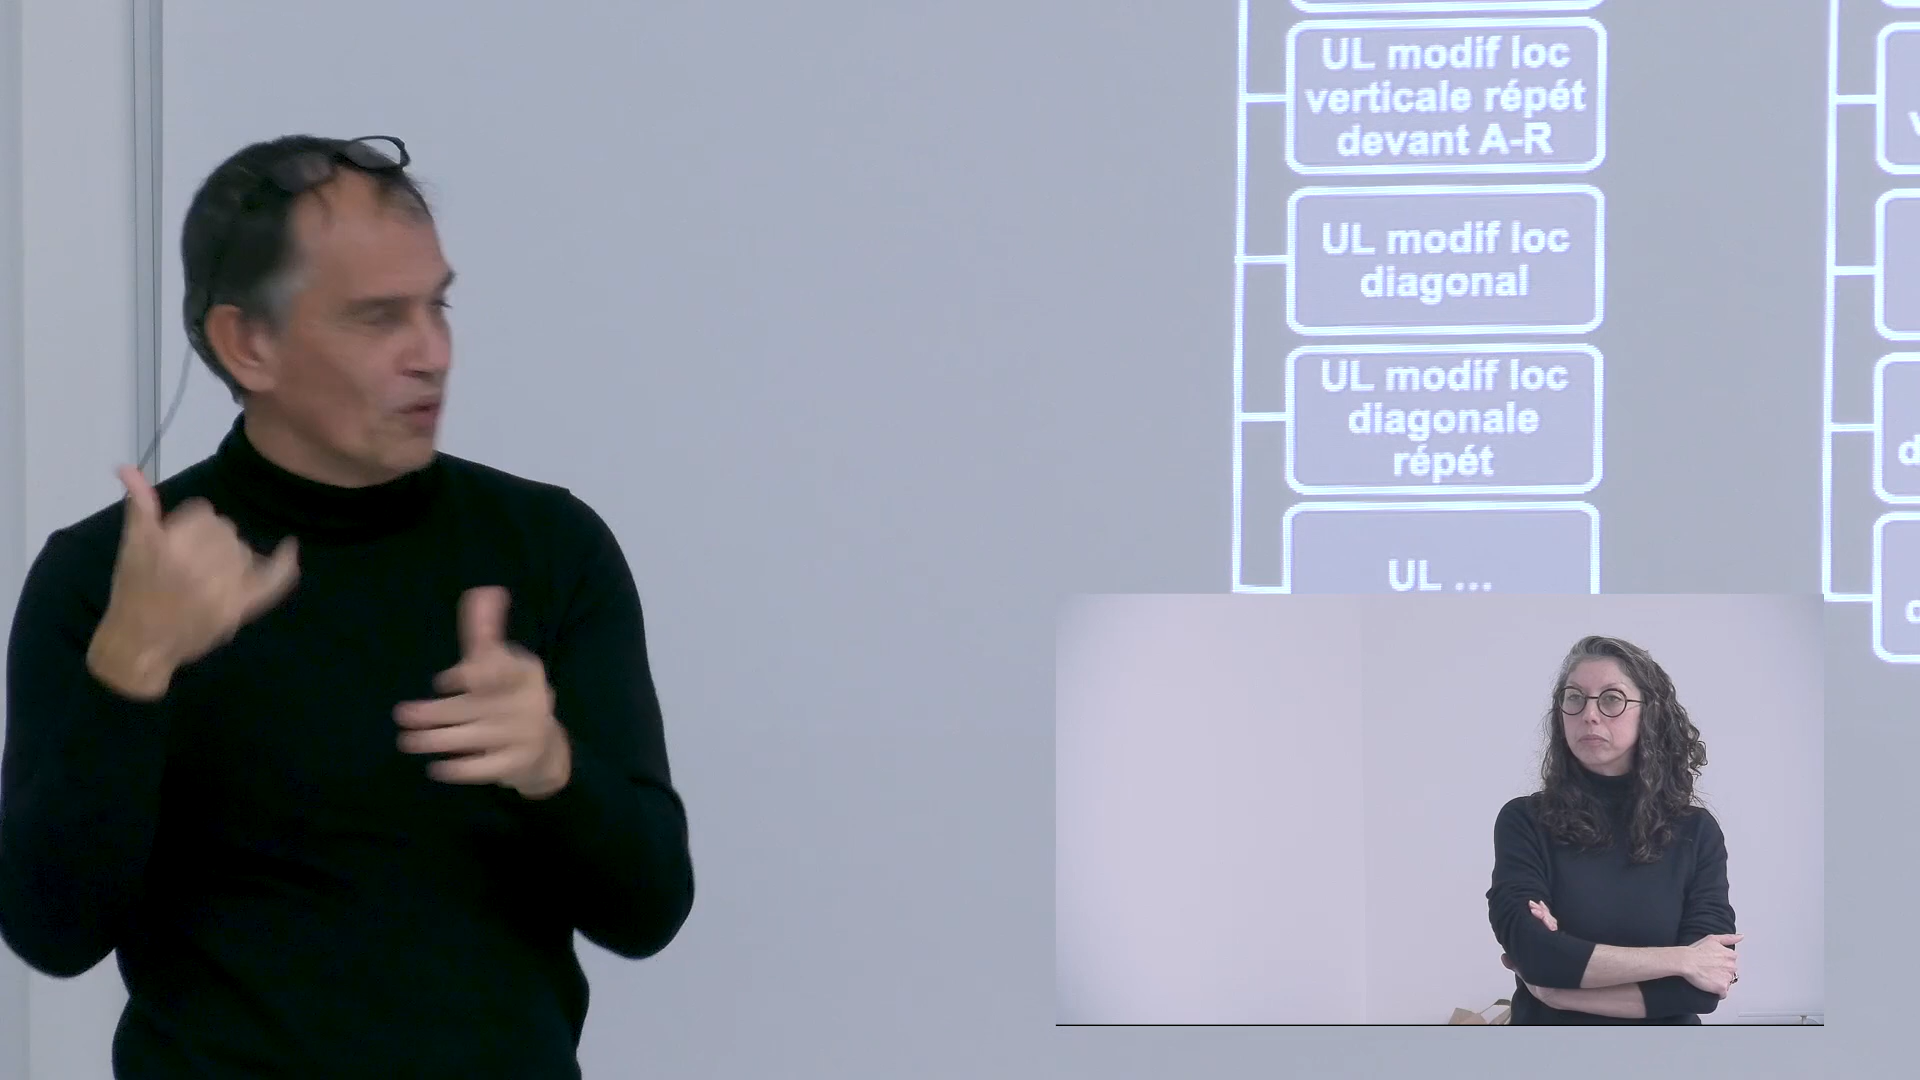 UL modif loc
verticale répét
devant A-R
UL modif loc
diagonal
UL modif loc
diagonale
répét
UL ...